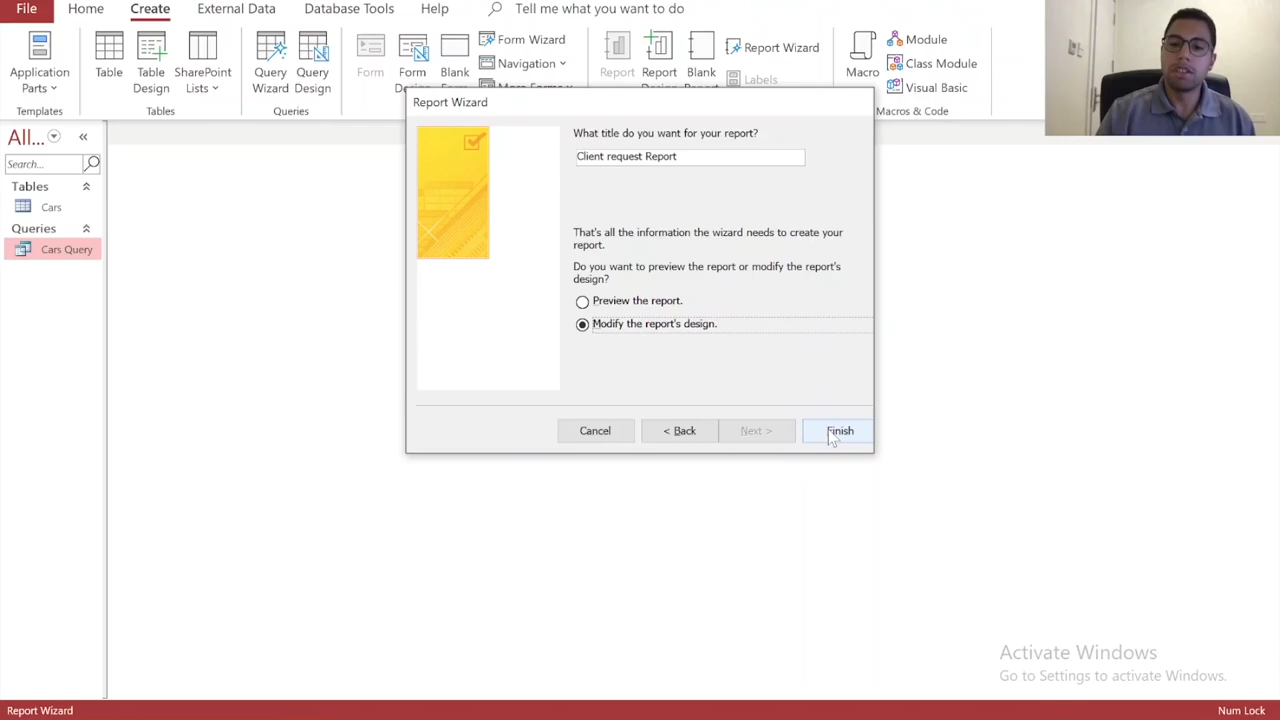 File Create External Data Database Tools Help Tell me what you want to do
Home
Application Parts
Table
Table Design
SharePoint Lists
Query Wizard
Query Design
Form
Form
Blank
Form Wizard
Navigation
Report
Report
Blank
Report Wizard
Labels
Macro
Module
Class Module
Visual Basic
Templates
Tables
Queries
Macros & Code
Report Wizard
All...
Search...
Tables
Cars
Queries
Cars Query
What title do you want for your report?
Client request Report
That's all the information the wizard needs to create your
report.
Do you want to preview the report or modify the report's
design?
Preview the report.
Modify the report's design.
Cancel
< Back
Next >
Finish
Activate Windows
Go to Settings to activate Windows.
Report Wizard
Num Lock